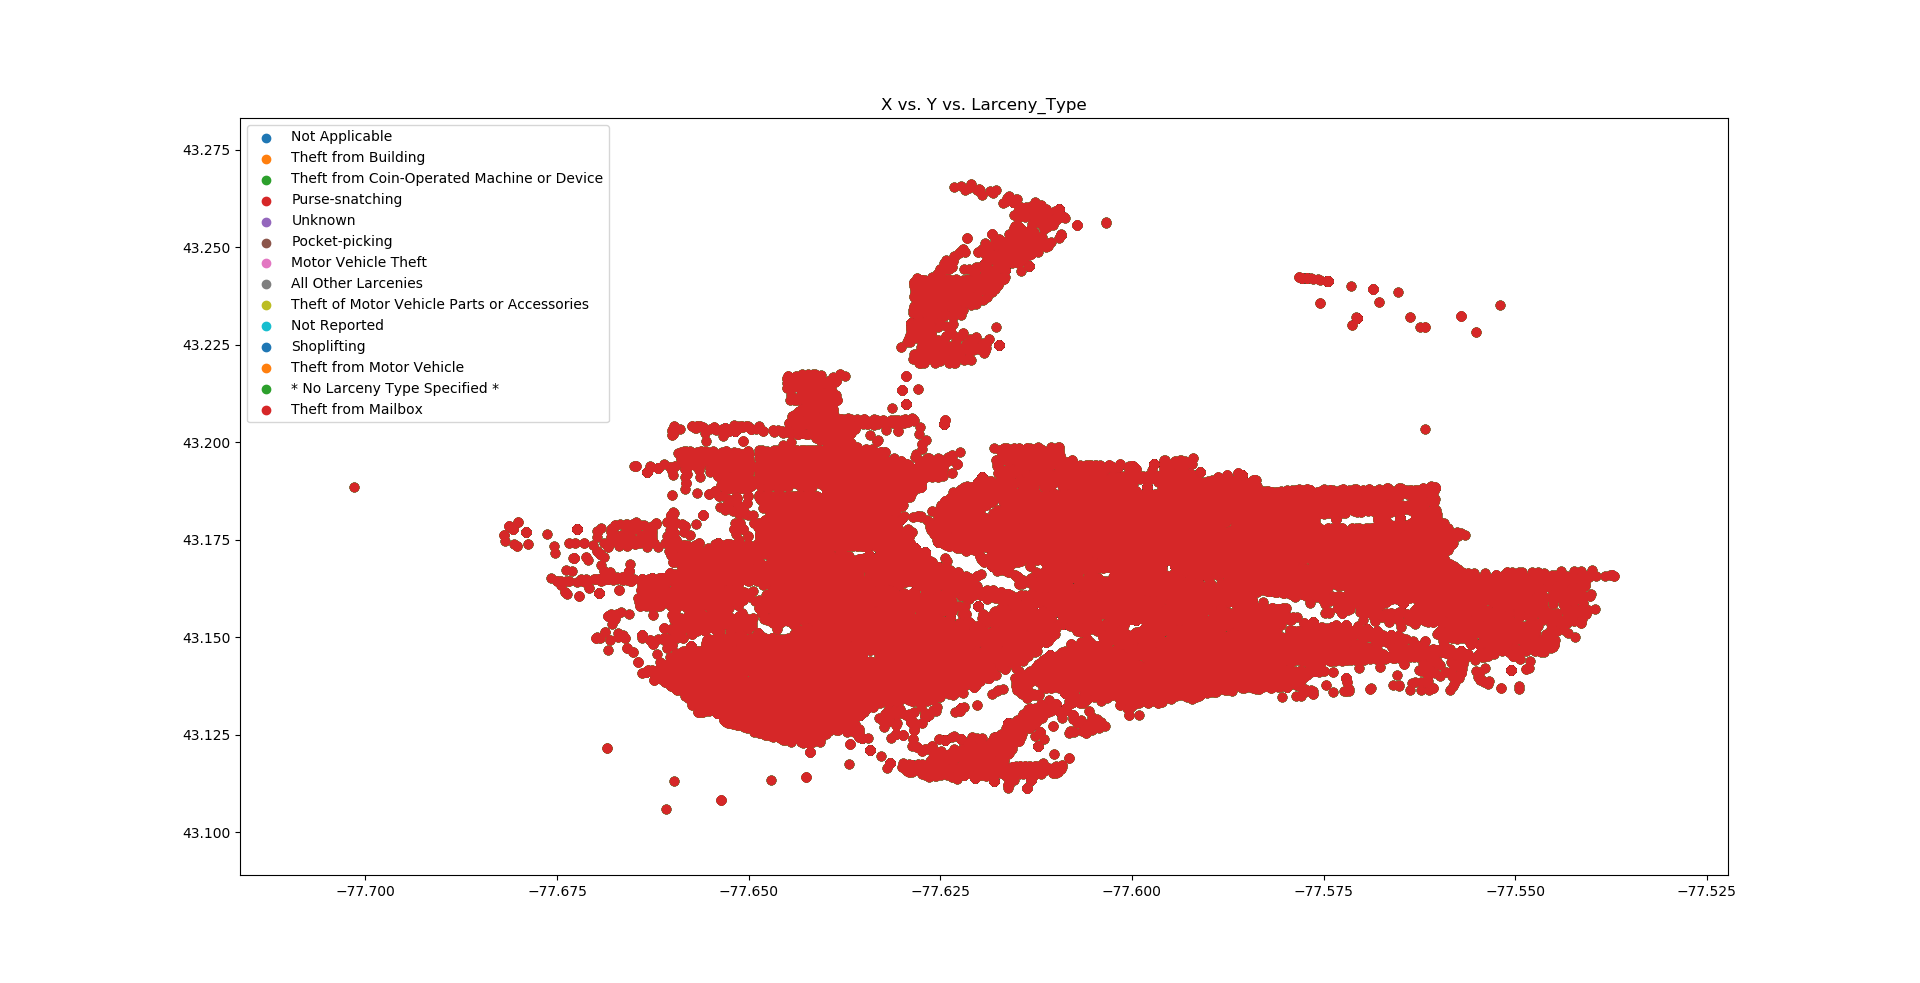 X vs. Y vs. Larceny_Type
Not Applicable
Theft from Building
Theft from Coin-Operated Machine or Device
Purse-snatching
Unknown
Pocket-picking
Motor Vehicle Theft
All Other Larcenies
Theft of Motor Vehicle Parts or Accessories
Not Reported
Shoplifting
Theft from Motor Vehicle
* No Larceny Type Specified *
Theft from Mailbox
43.275
43.250
43.225
43.200
43.175
43.150
43.125
43.100
−77.700 −77.675 −77.650 −77.625 −77.600 −77.575 −77.550 −77.525